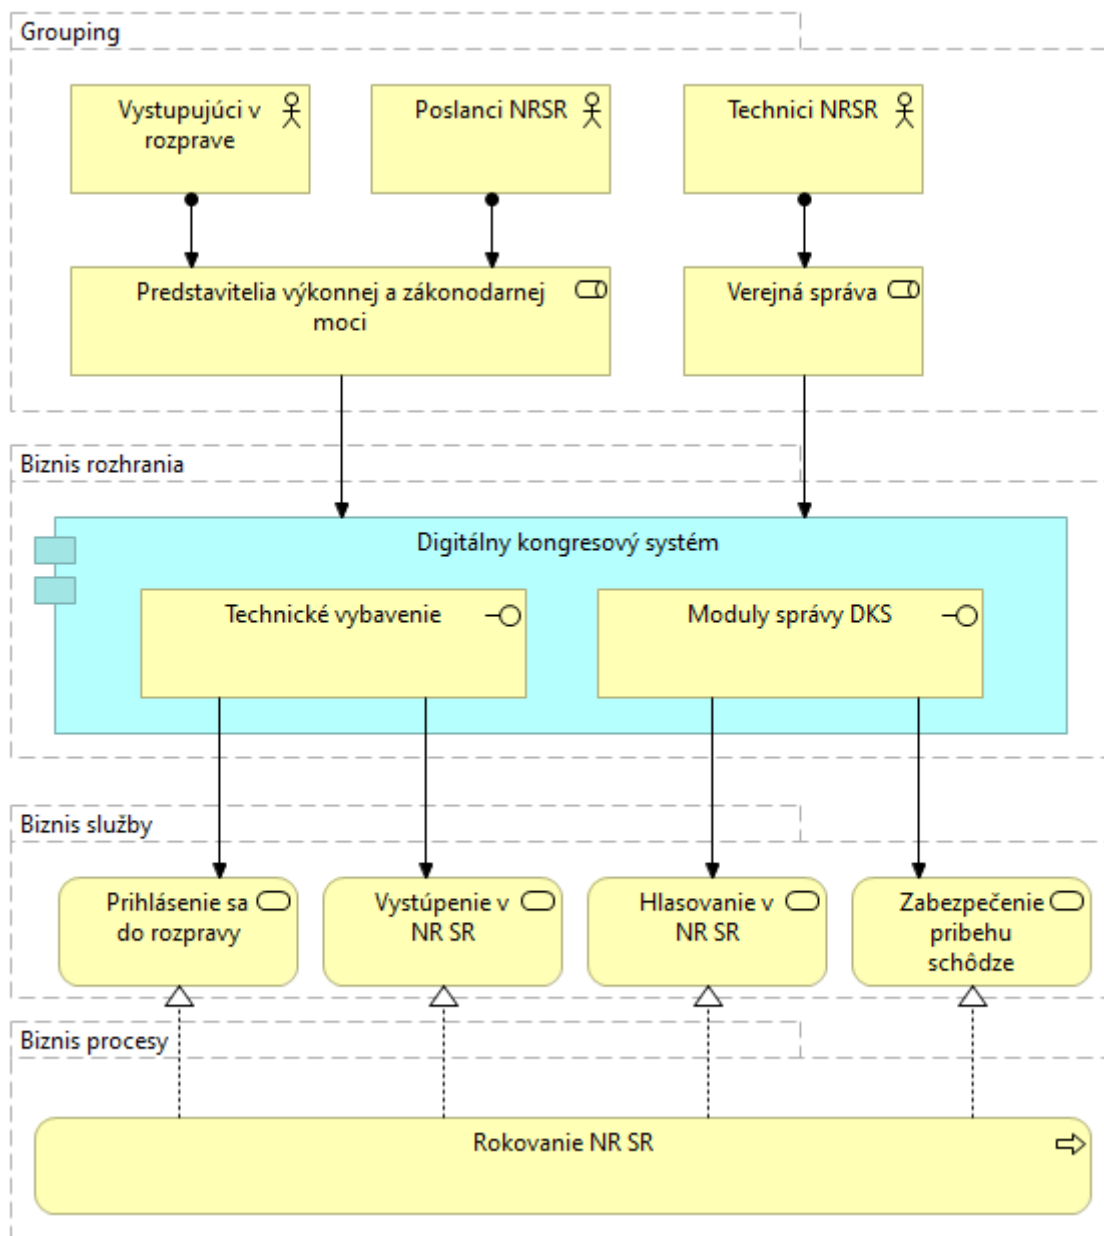 Grouping
Vystupujúci v
rozprave
Poslanci NRSR
Technici NRSR
Predstavitelia výkonnej a zákonodarnej
moci
Verejná správa
Biznis rozhrania
Digitálny kongresový systém
Technické vybavenie
Moduly správy DKS
Biznis služby
Prihlásenie sa
do rozpravy
Vystúpenie v
NR SR
Hlasovanie v
NR SR
Zabezpečenie
pribehu
schôdze
Biznis procesy
Rokovanie NR SR